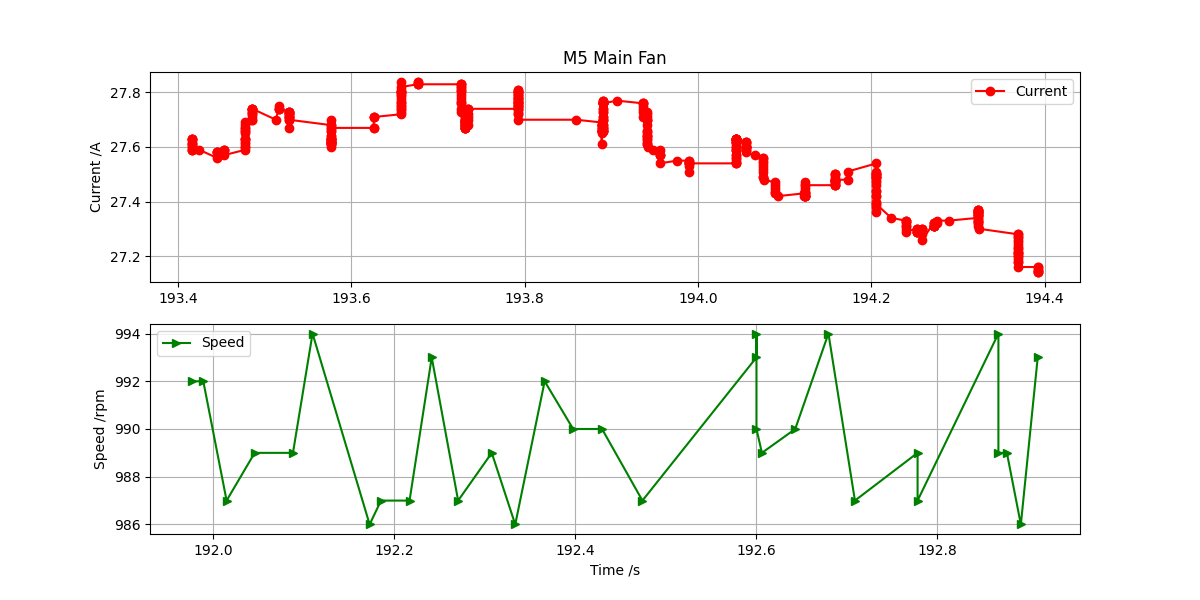 M5 Main Fan
Current /A
27.8
27.6
27.4
27.2
Current
193.4 193.6 193.8 194.0 194.2 194.4
Speed /rpm
994
992
990
988
986
Speed
192.0 192.2 192.4 192.6 192.8
Time /s